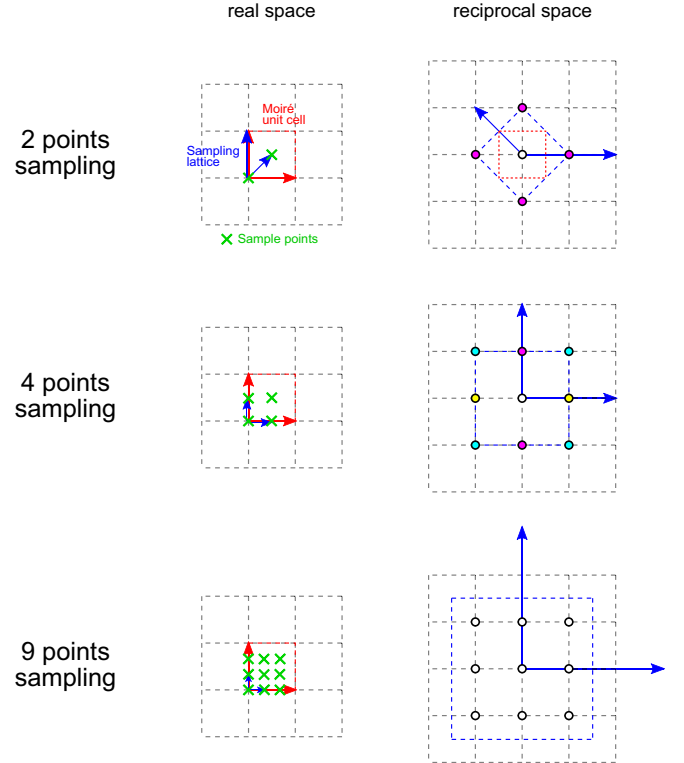 real space
reciprocal space
2 points
sampling
Moiré
unit cell
Sampling
lattice
Sample points
4 points
sampling
9 points
sampling